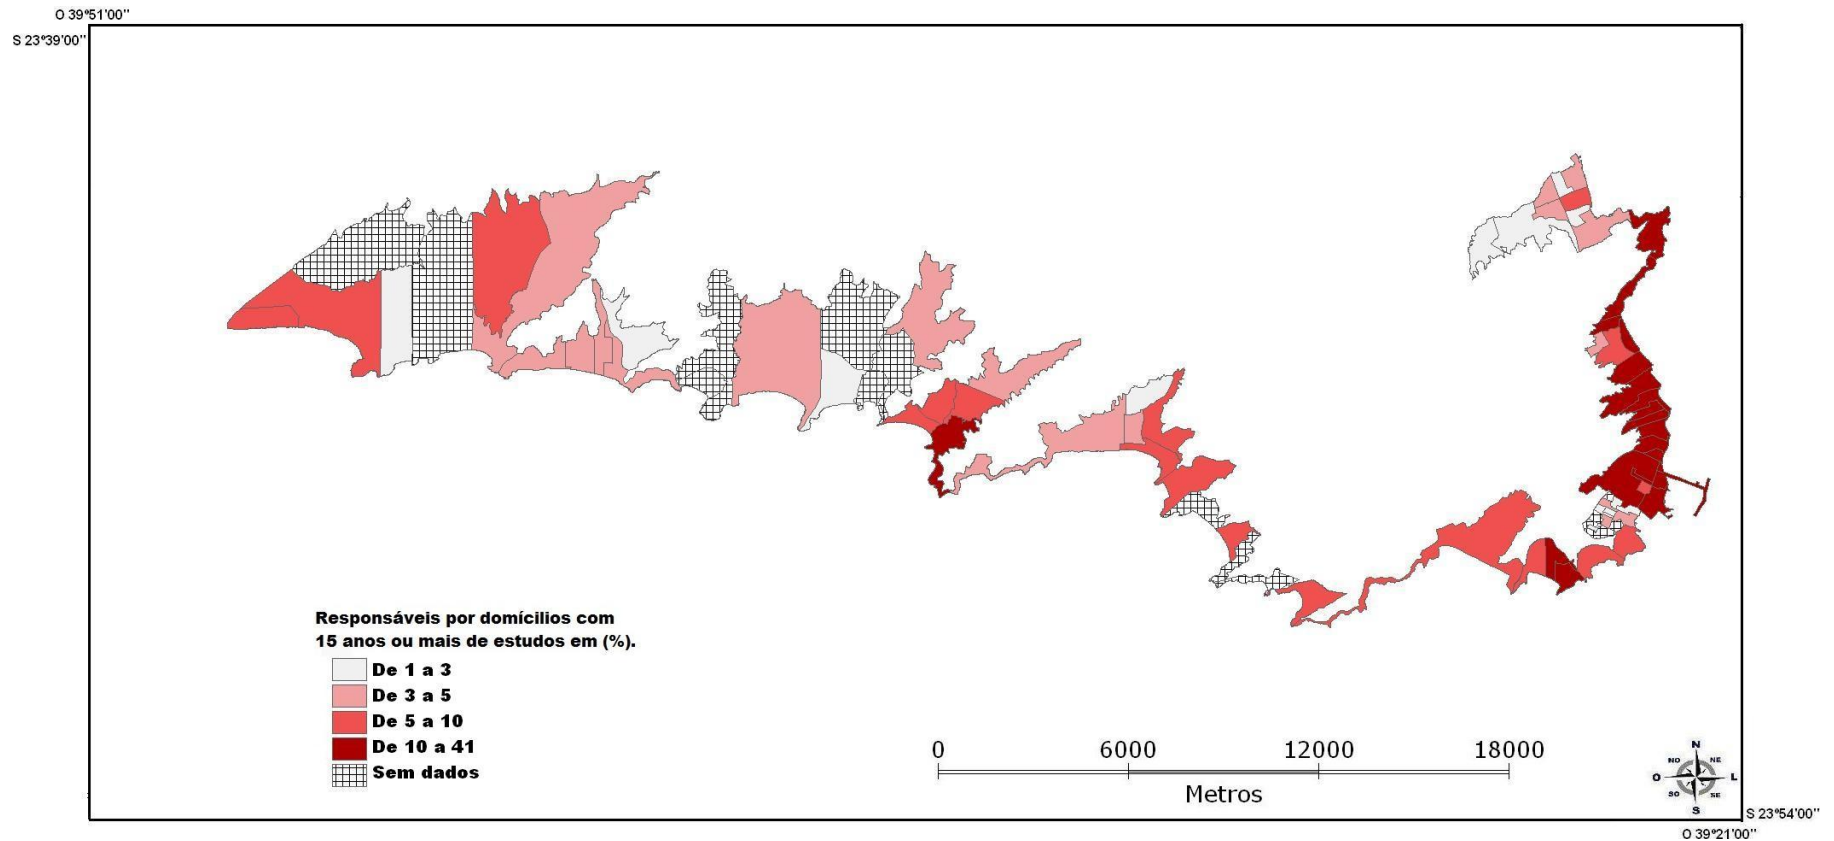 O 39°51'00"
S 23°39'00"
Responsáveis por domícilios com
15 anos ou mais de estudos em (%).
De 1 a 3
De 3 a 5
De 5 a 10
De 10 a 41
Sem dados
0 6000 12000 18000
Metros
N
NO NE
O L
SO SE
S
S 23°54'00"
O 39°21'00"